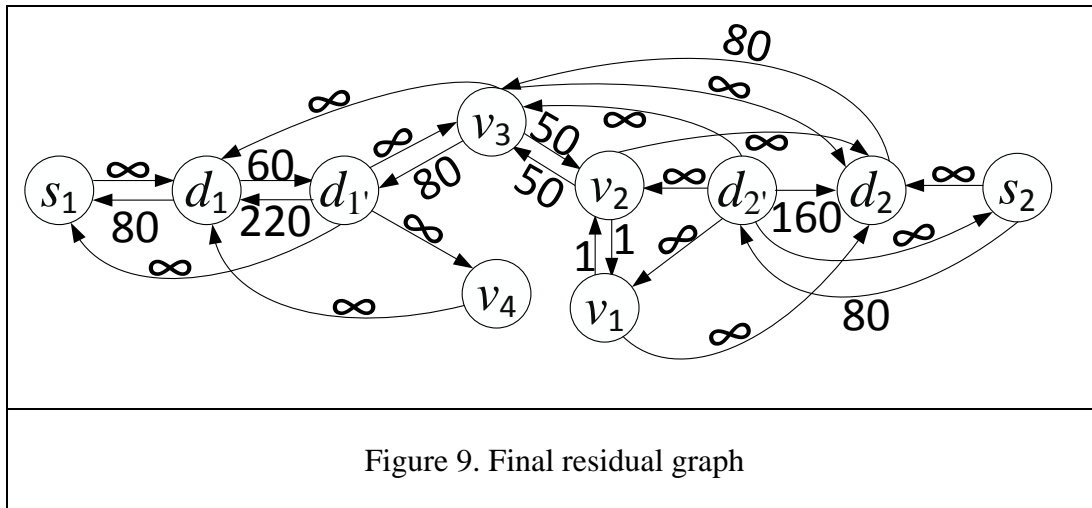 80
∞
∞
∞
v3
50
∞
∞
∞
60
80
50
s1
d1
d1'
v2
∞
d2'
d2
∞
s2
80
220
160
∞
∞
1
1
∞
∞
v4
∞
v1
80
∞
Figure 9. Final residual graph